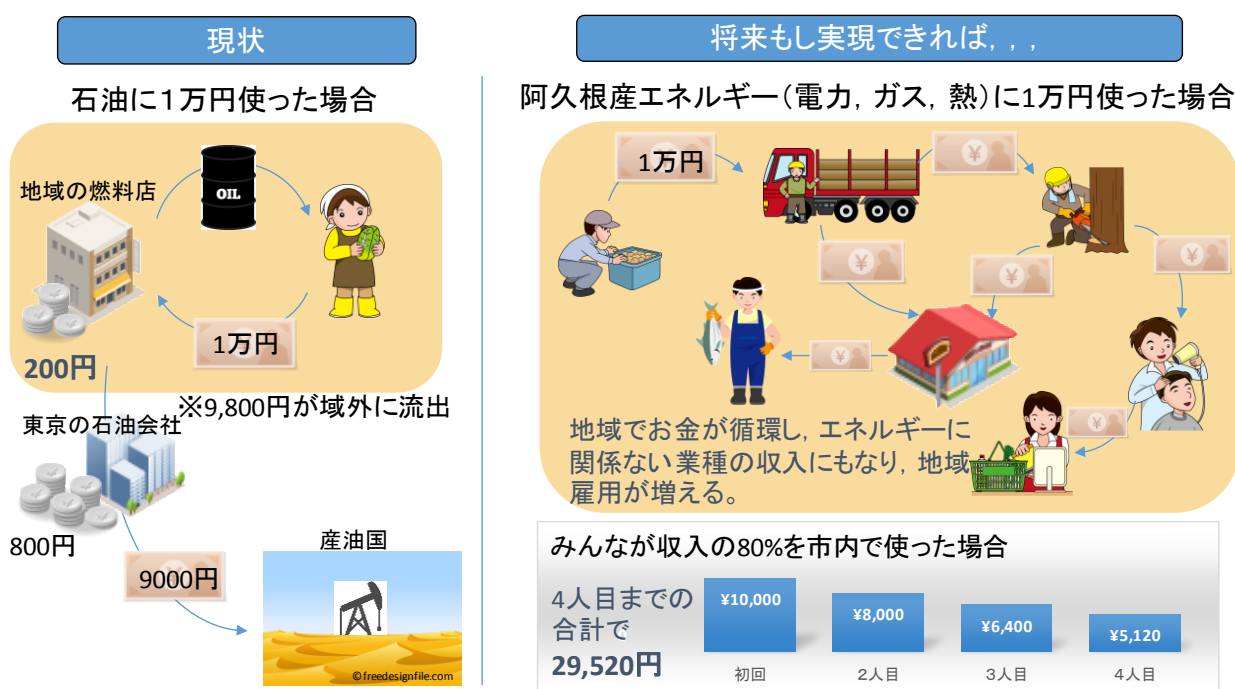 現状
石油に１万円使った場合
地域の燃料店
OIL
1万円
200円
※9,800円が域外に流出
東京の石油会社
800円
9000円
産油国
©freedesignfile.com
将来もし実現できれば，，，
阿久根産エネルギー（電力，ガス，熱）に1万円使った場合
1万円
¥
¥
¥
¥
¥
¥
地域でお金が循環し，エネルギーに
関係ない業種の収入にもなり，地域
雇用が増える。
みんなが収入の80%を市内で使った場合
4人目までの
合計で
29,520円
¥10,000
¥8,000
¥6,400
¥5,120
初回
２人目
３人目
４人目